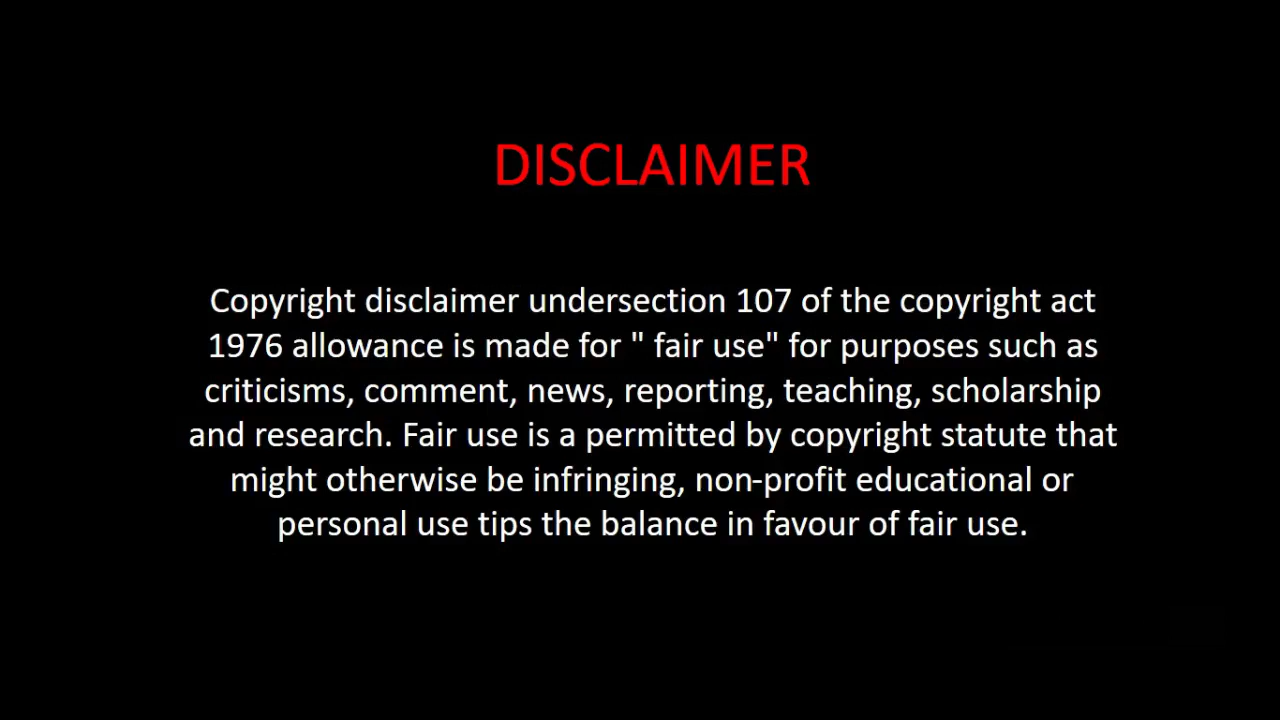 DISCLAIMER
Copyright disclaimer undersection 107 of the copyright act
1976 allowance is made for " fair use" for purposes such as
criticisms, comment, news, reporting, teaching, scholarship
and research. Fair use is a permitted by copyright statute that
might otherwise be infringing, non-profit educational or
personal use tips the balance in favour of fair use.